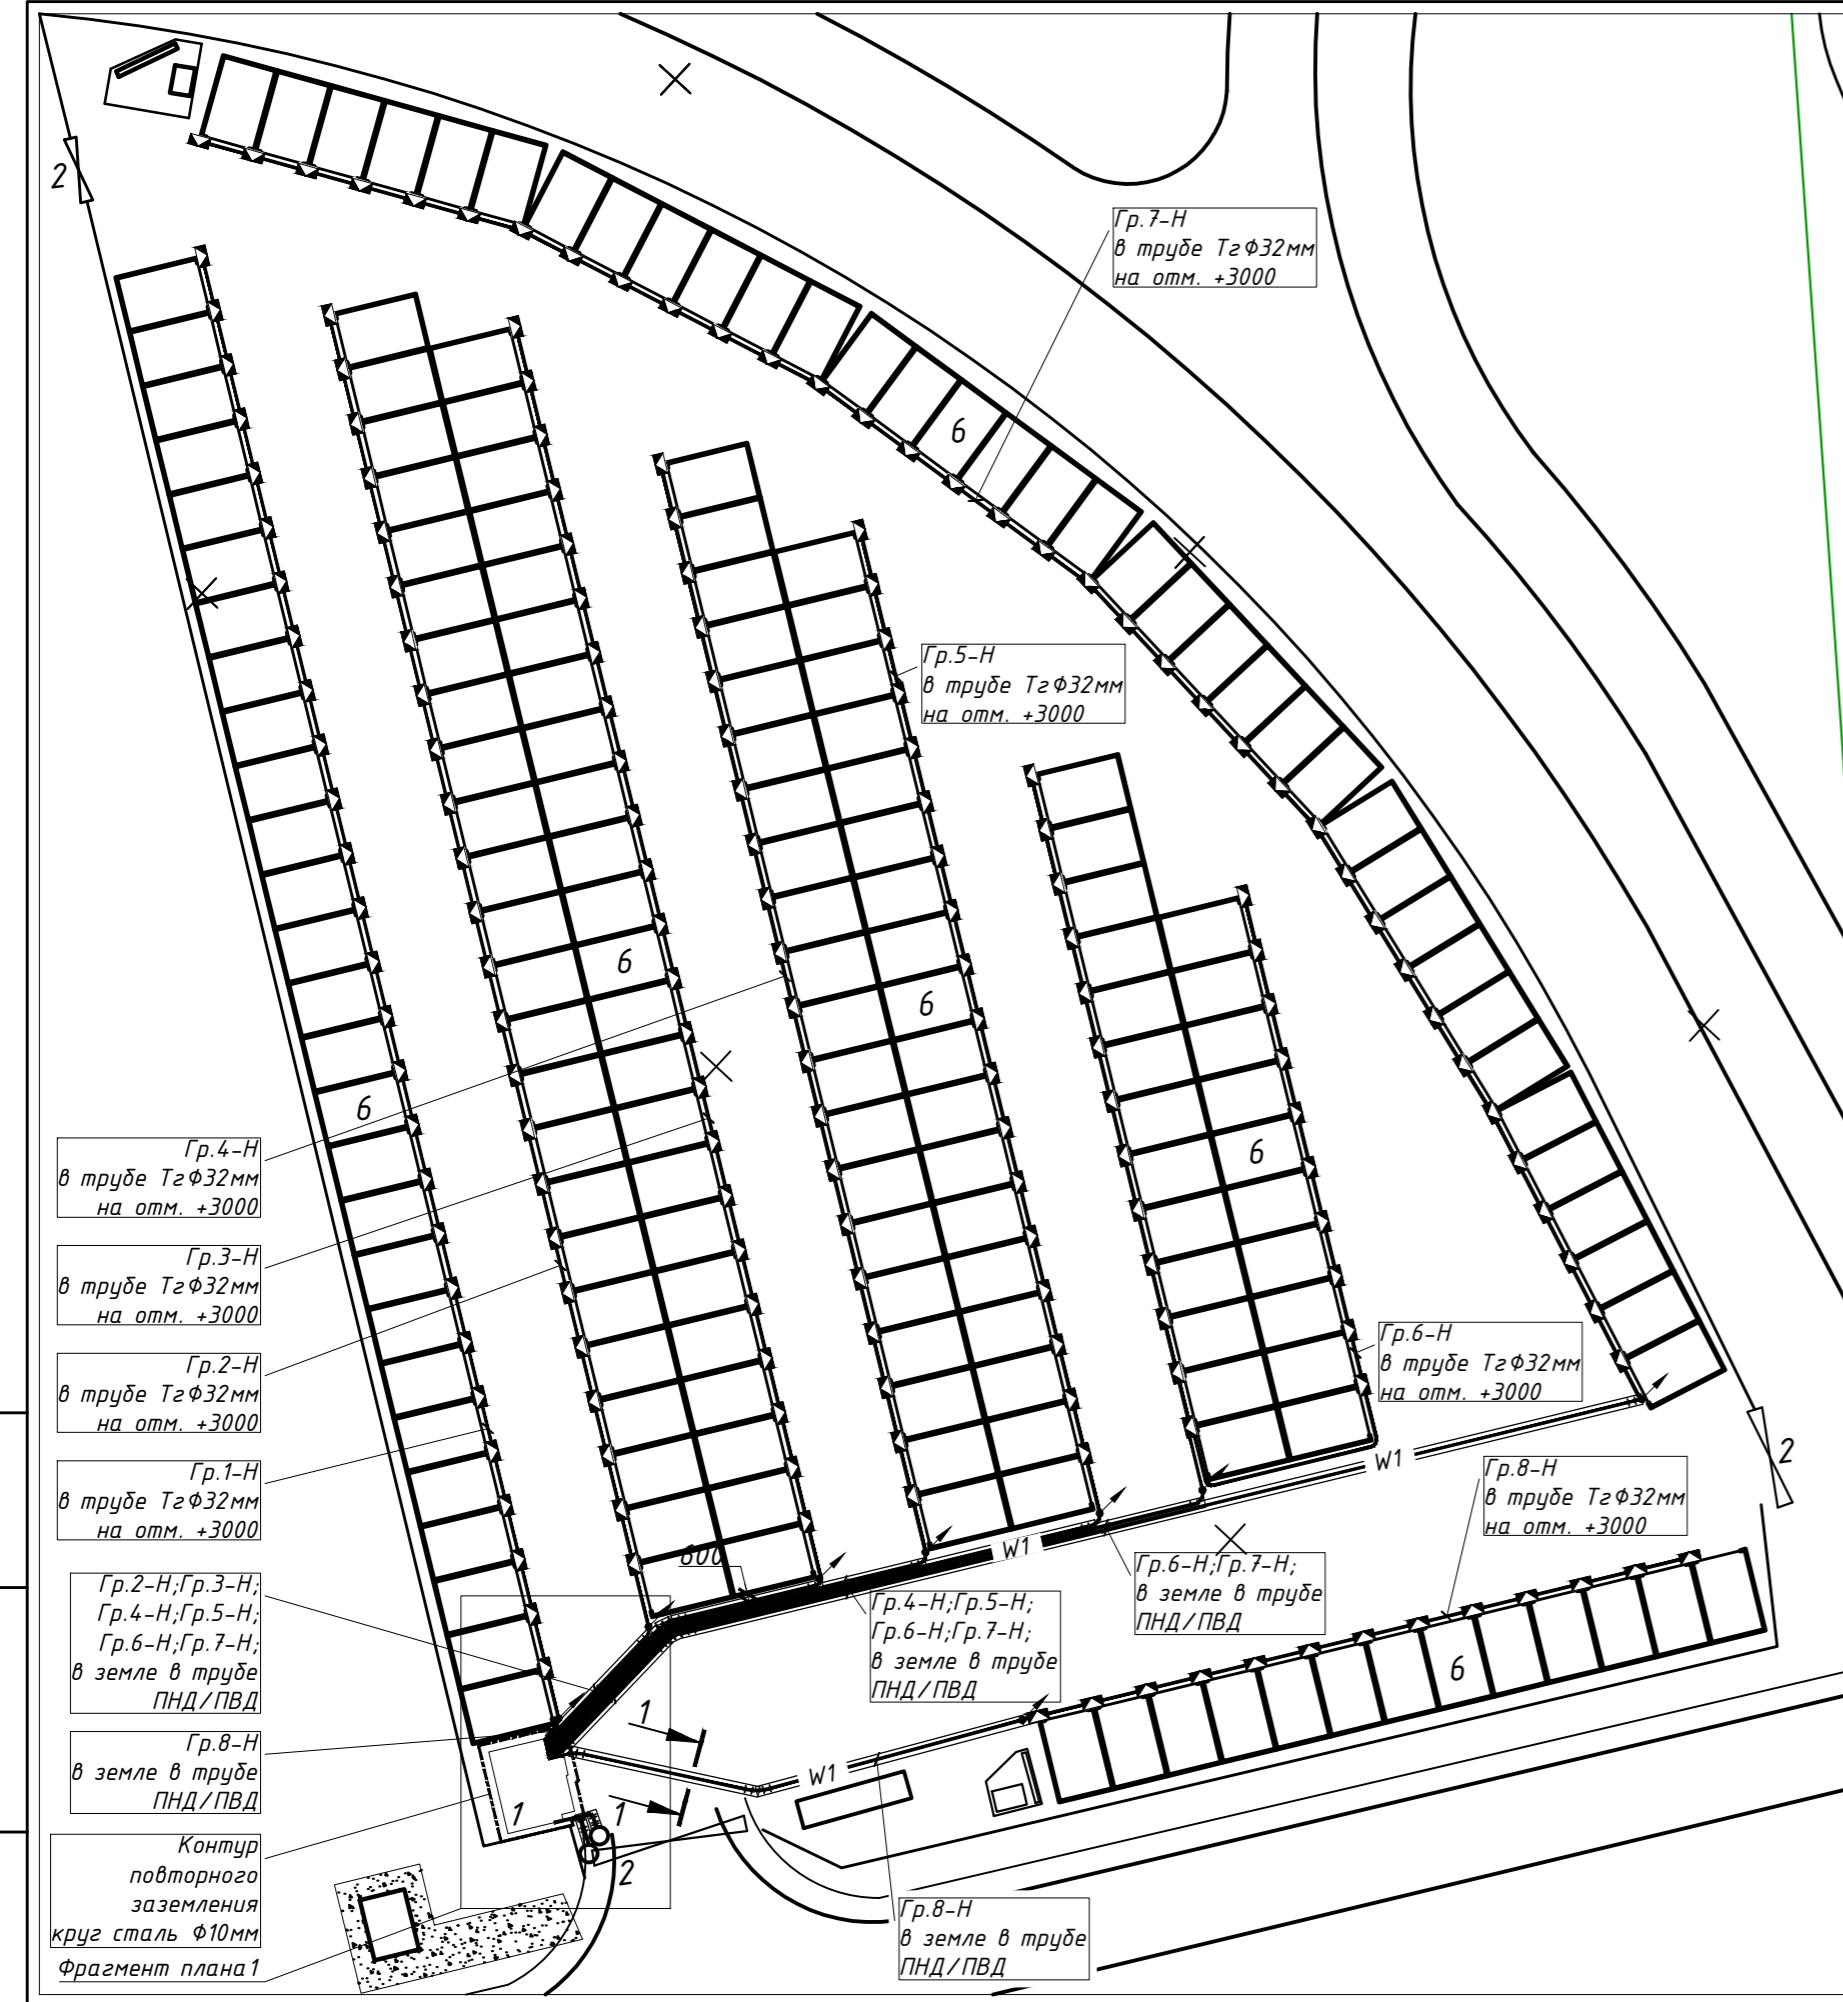 2
Гр.7-Н
в трубе ТгФ32мм
на отм. +3000
6
Гр.5-Н
в трубе ТгФ32мм
на отм. +3000
6
6
6
6
Гр.4-Н
в трубе ТгФ32мм
на отм. +3000
Гр.3-Н
в трубе ТгФ32мм
на отм. +3000
Гр.2-Н
в трубе ТгФ32мм
на отм. +3000
Гр.1-Н
в трубе ТгФ32мм
на отм. +3000
Гр.6-Н
в трубе ТгФ32мм
на отм. +3000
W1
2
Гр.8-Н
в трубе ТгФ32мм
на отм. +3000
600
W1
Гр.6-Н;Гр.7-Н;
в земле в трубе
ПНД/ПВД
Гр.2-Н;Гр.3-Н;
Гр.4-Н;Гр.5-Н;
Гр.6-Н;Гр.7-Н;
в земле в трубе
ПНД/ПВД
Гр.4-Н;Гр.5-Н;
Гр.6-Н;Гр.7-Н;
в земле в трубе
ПНД/ПВД
6
1
Гр.8-Н
в земле в трубе
ПНД/ПВД
W1
1
1
2
Контур
повторного
заземления
круг сталь Ф10мм
Фрагмент плана1
Гр.8-Н
в земле в трубе
ПНД/ПВД